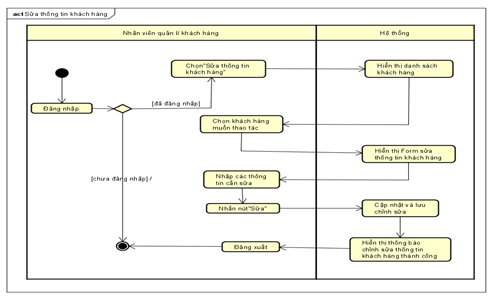 act Sửa thông tin khách hàng
Nhân viên quản lí khách hàng
Hệ thống
Chọn"Sửa thông tin
khách hàng"
Hiển thị danh sách
khách hàng
Đăng nhập
[đã đăng nhập]
Chọn khách hàng
muốn thao tác
Hiển thị Form sửa
thông tin khách hàng
[chưa đăng nhập] /
Nhập các thông
tin cần sửa
Nhấn nút"Sửa"
Cập nhật và lưu
chỉnh sửa
Đăng xuất
Hiển thị thông báo
chỉnh sửa thông tin
khách hàng thành công